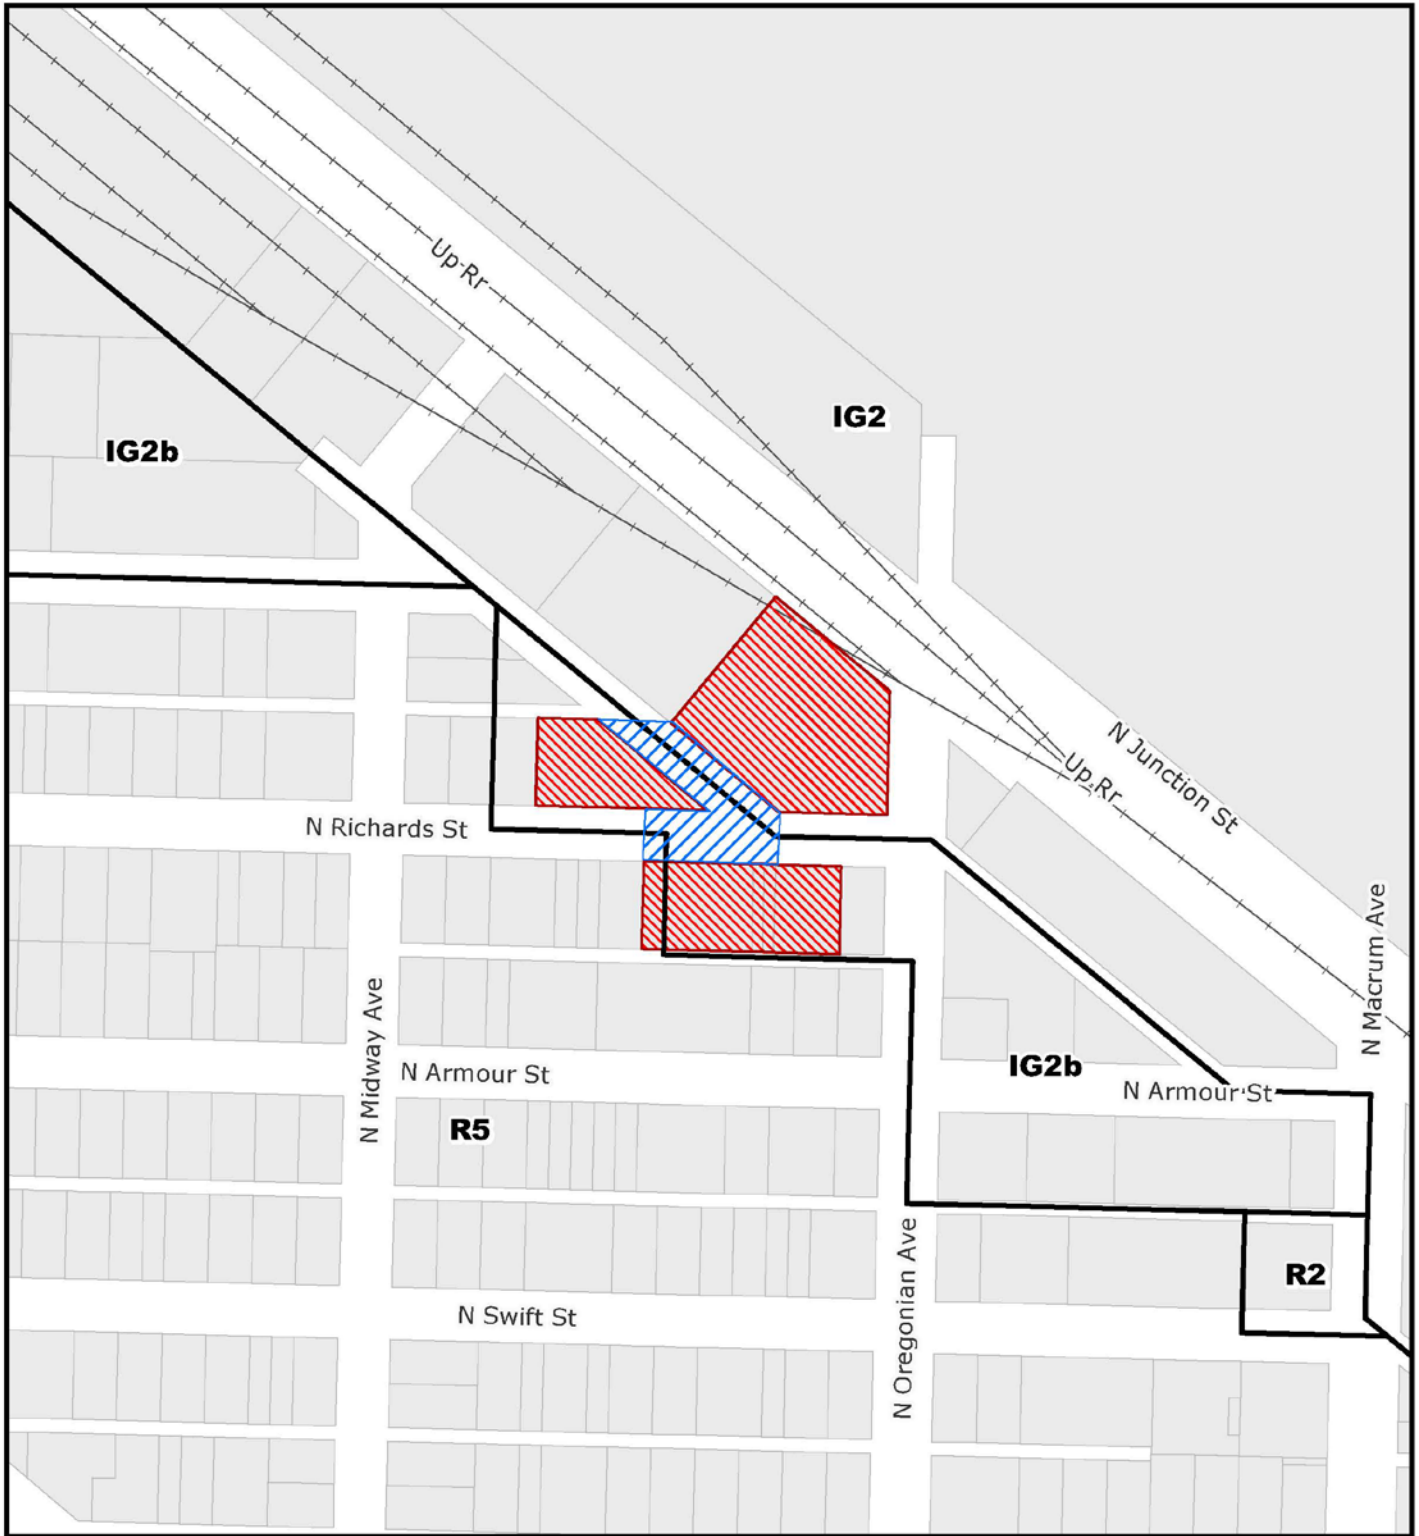 Up Rr
IG2
IG2b
N Junction St
Up Rr
N Richards St
N Macrum Ave
N Midway Ave
IG2b
N Armour St
N Armour St
R5
N Oregonian Ave
R2
N Swift St